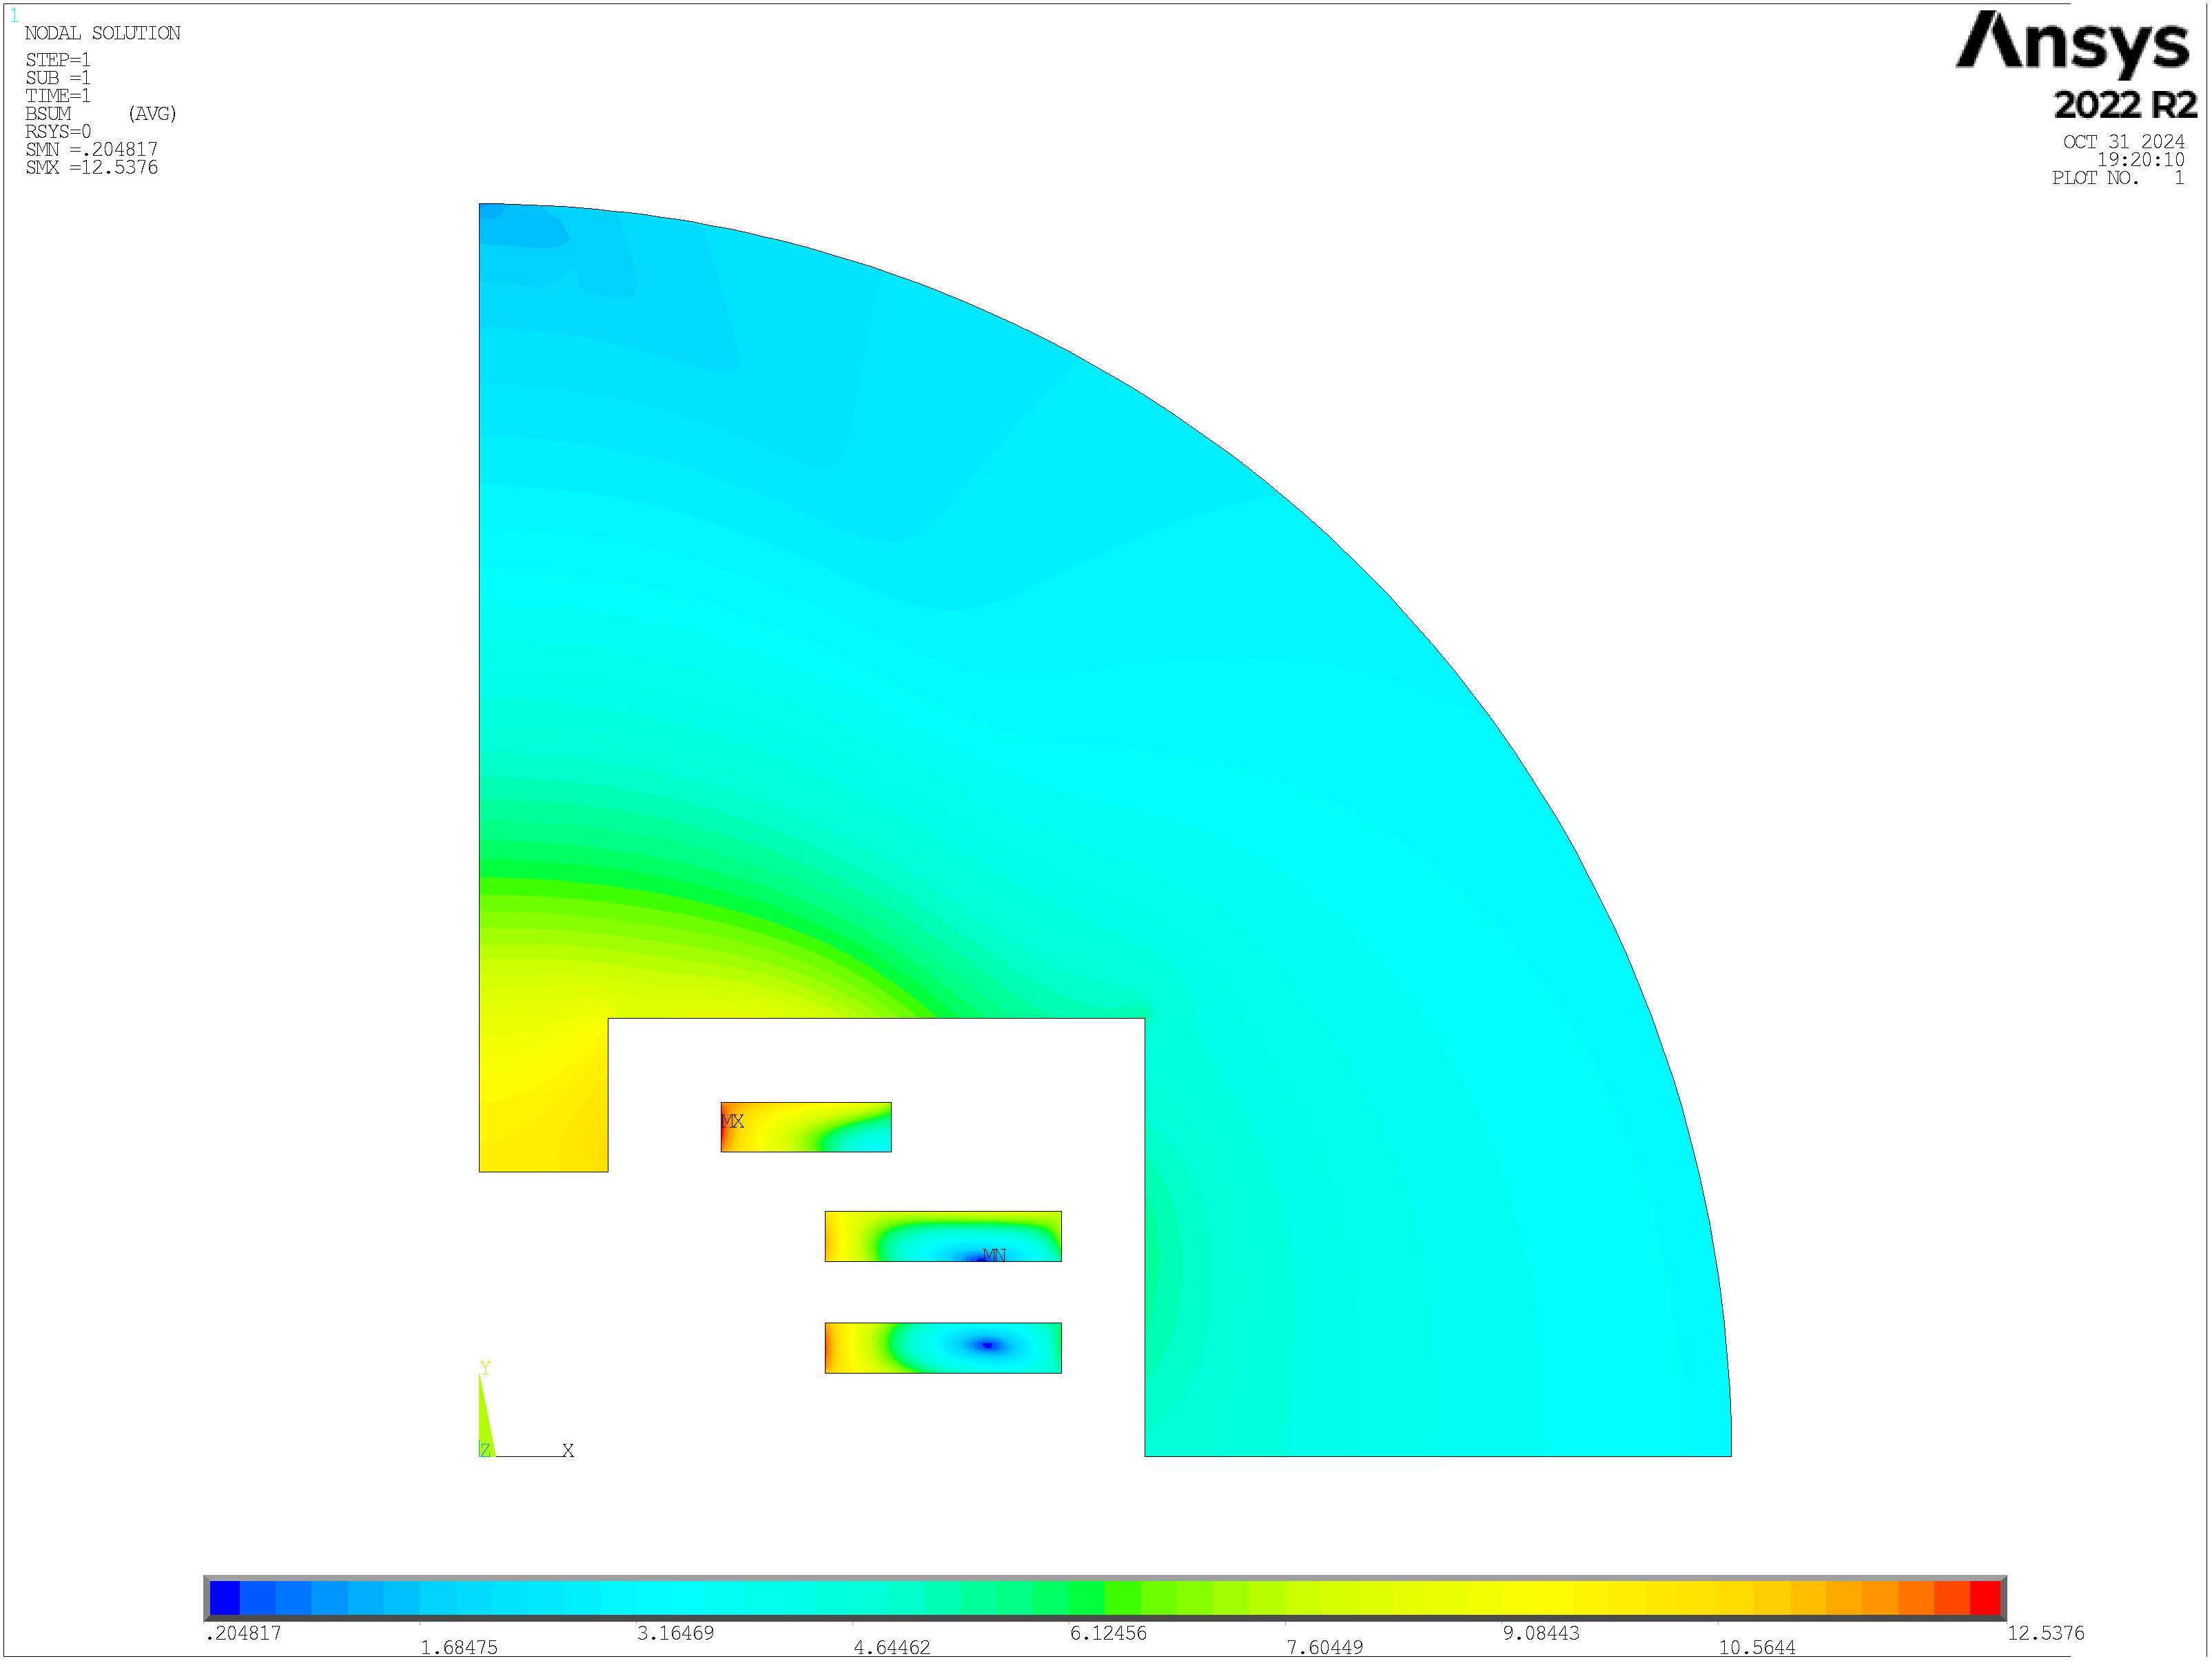 1
NODAL SOLUTION
STEP=1
SUB =1
TIME=1
BSUM (AVG)
RSYS=0
SMN =.204817
SMX =12.5376
Ansys
2022 R2
OCT 31 2024
19:20:10
PLOT NO. 1
MX
MN
Y
Z X
.204817 3.16469 6.12456 9.08443 12.5376
1.68475 4.64462 7.60449 10.5644